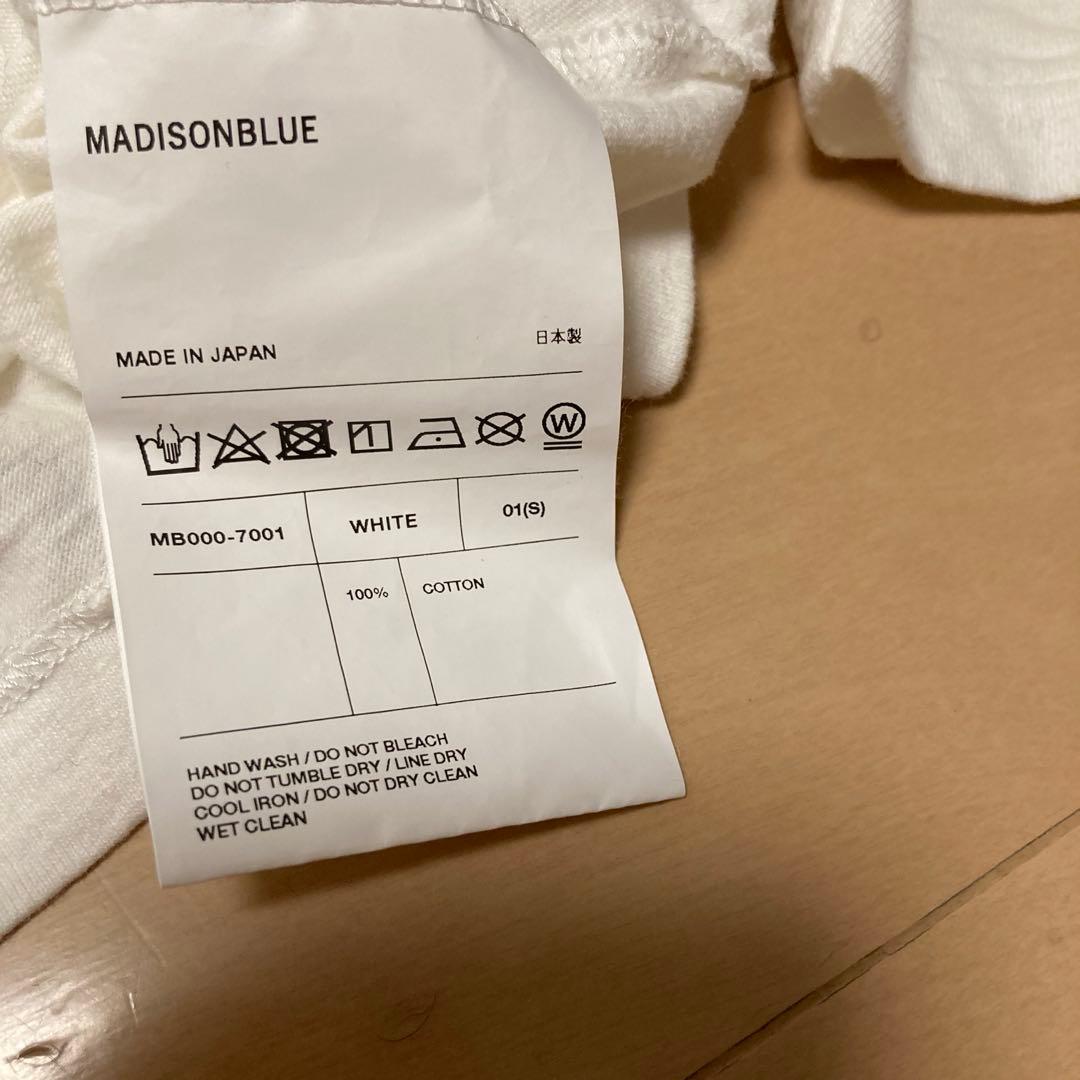 MADISONBLUE
MADE IN JAPAN
日本製
W
MB000-7001 WHITE 01(S)
100% COTTON
HAND WASH / DO NOT BLEACH
DO NOT TUMBLE DRY / LINE DRY
COOL IRON / DO NOT DRY CLEAN
WET CLEAN